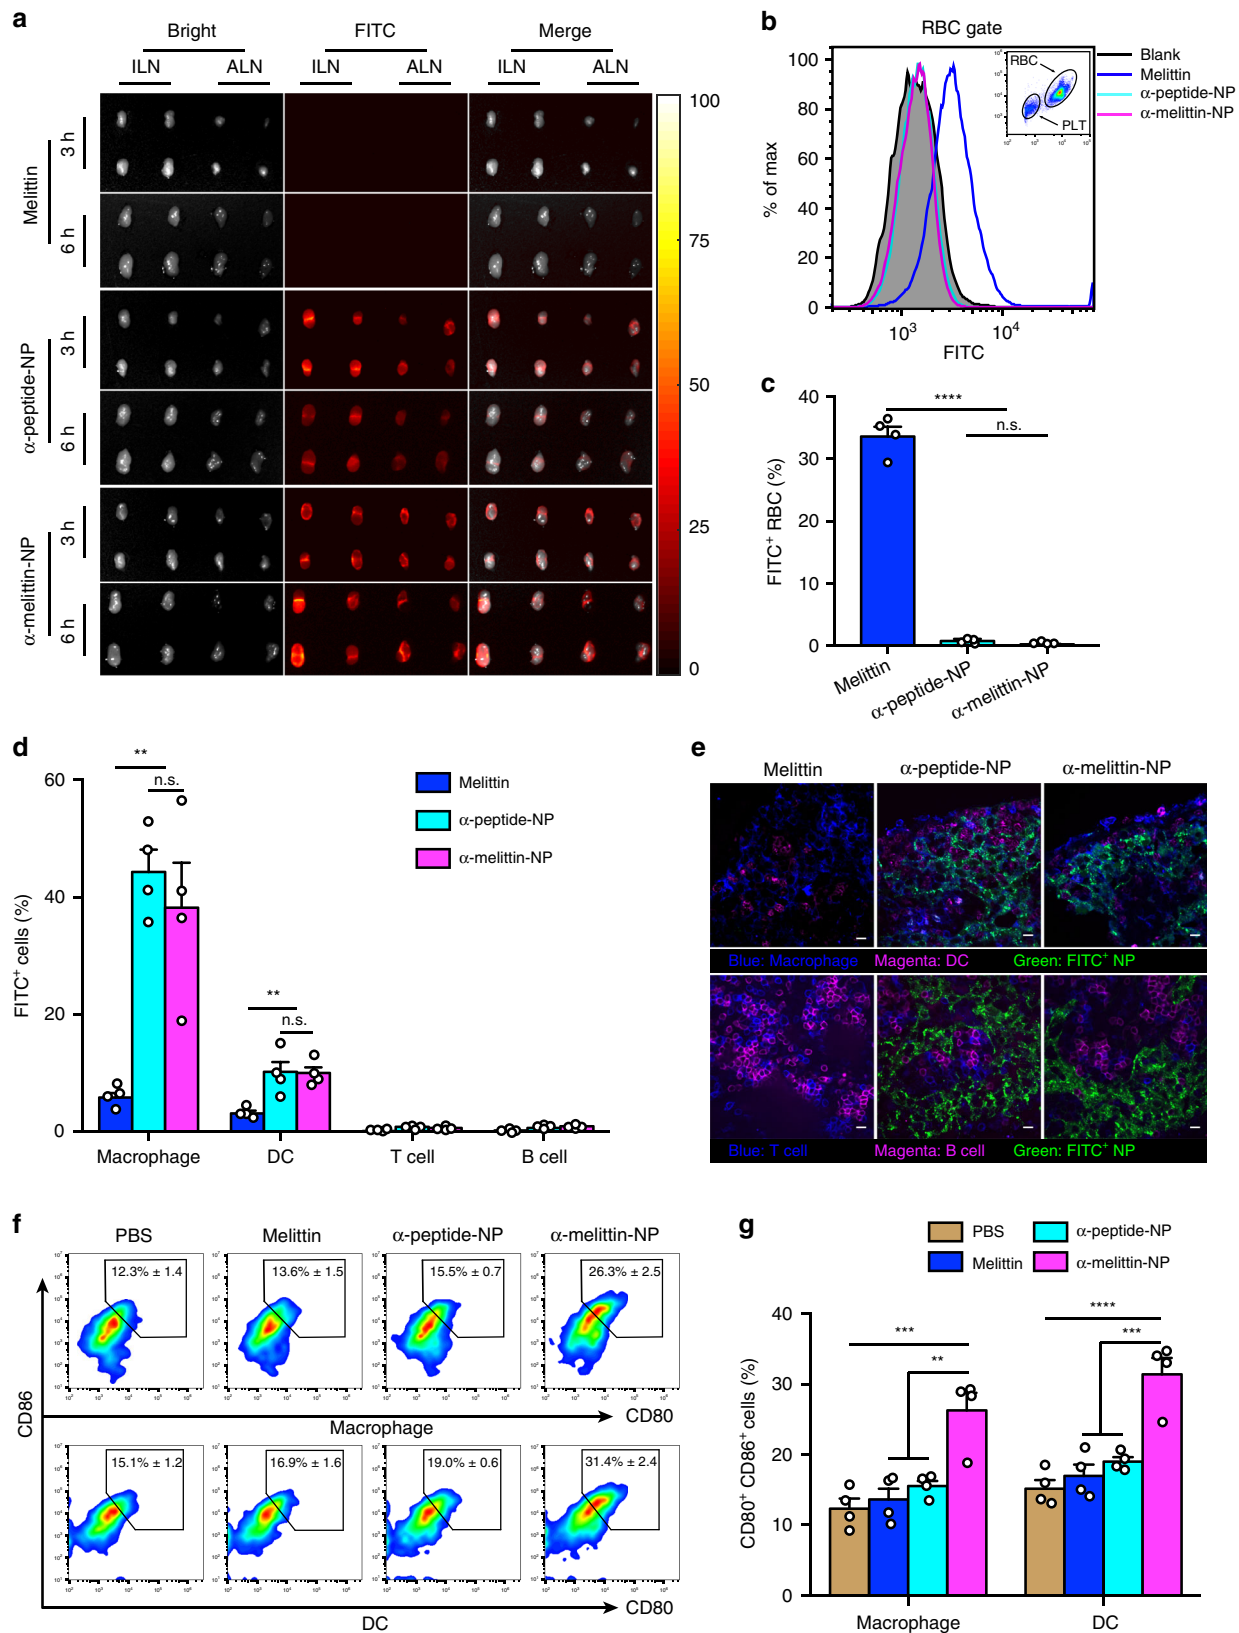 a
Bright FITC Merge
ILN ALN ILN ALN ILN ALN
Melittin
3 h
6 h
α-peptide-NP
3 h
6 h
α-melittin-NP
3 h
6 h
100
75
50
25
0
b
RBC gate
100
80
60
40
20
0
% of max
10³ 10⁴
FITC
RBC
PLT
Blank
Melittin
α-peptide-NP
α-melittin-NP
c
40
30
20
10
0
FITC⁺ RBC (%)
****
n.s.
Melittin
α-peptide-NP
α-melittin-NP
d
60
40
20
0
FITC⁺ cells (%)
**
n.s.
**
n.s.
Melittin
α-peptide-NP
α-melittin-NP
Macrophage DC T cell B cell
e
Melittin α-peptide-NP α-melittin-NP
Blue: Macrophage Magenta: DC Green: FITC⁺ NP
Blue: T cell Magenta: B cell Green: FITC⁺ NP
f
PBS Melittin α-peptide-NP α-melittin-NP
12.3% ± 1.4 13.6% ± 1.5 15.5% ± 0.7 26.3% ± 2.5
CD86
CD80
Macrophage
15.1% ± 1.2 16.9% ± 1.6 19.0% ± 0.6 31.4% ± 2.4
CD80
DC
g
PBS α-peptide-NP
Melittin α-melittin-NP
40
30
20
10
0
CD80⁺ CD86⁺ cells (%)
***
**
****
***
Macrophage DC